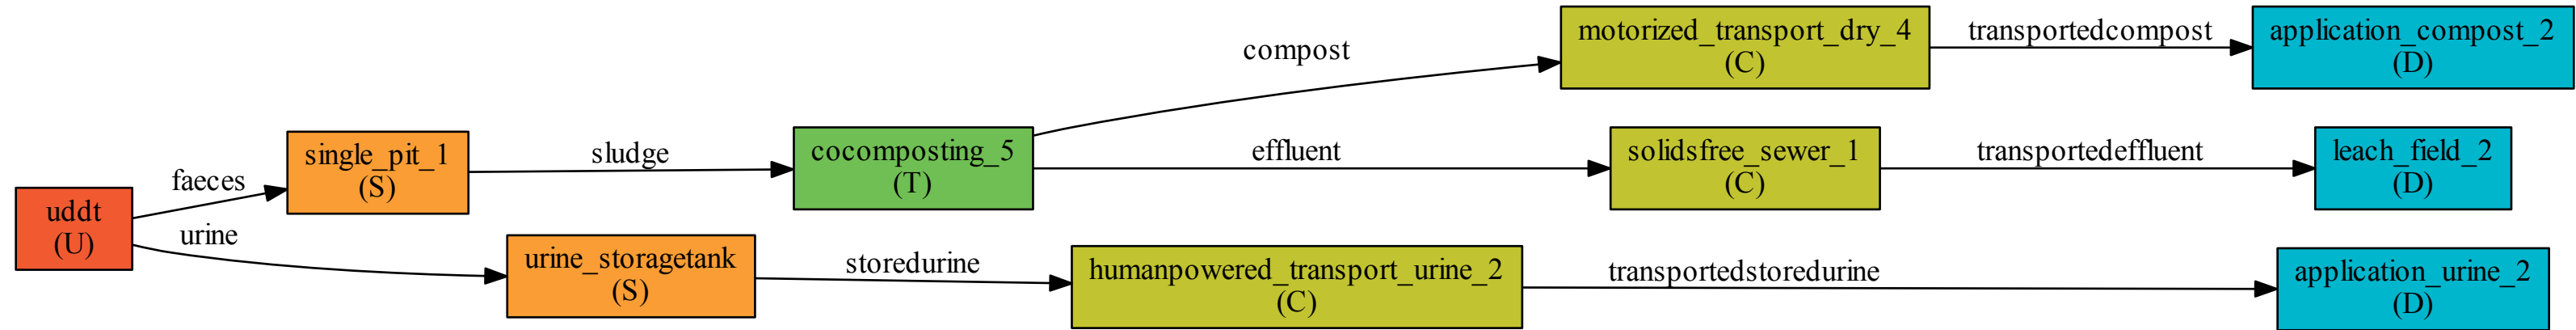 uddt
(U)
faeces
urine
single_pit_1
(S)
urine_storagetank
(S)
sludge
storedurine
cocomposting_5
(T)
humanpowered_transport_urine_2
(C)
compost
effluent
transportedstoredurine
motorized_transport_dry_4
(C)
solidsfree_sewer_1
(C)
transportedcompost
transportedeffluent
application_compost_2
(D)
leach_field_2
(D)
application_urine_2
(D)